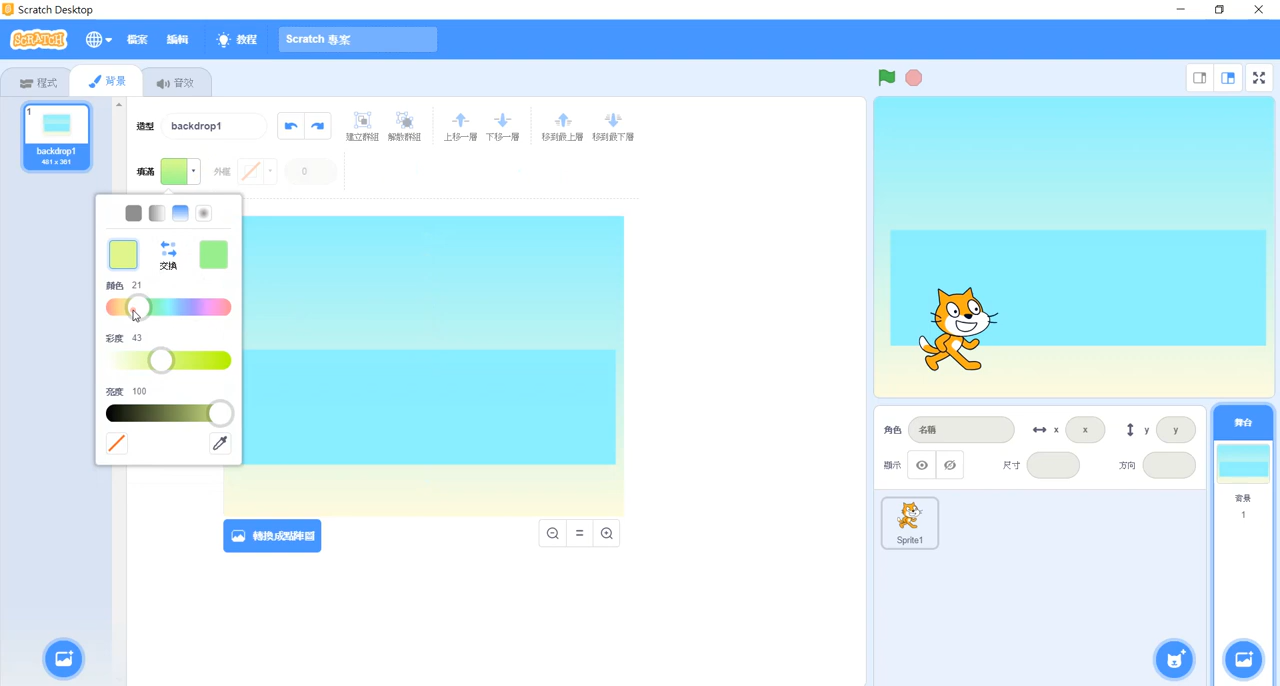 Scratch Desktop
SCRATCH
檔案
編輯
教程
Scratch 專案
程式
背景
音效
1
backdrop1
481 x 361
造型
backdrop1
建立群組
解散群組
上移一層
下移一層
移到最上層
移到最下層
填滿
外框
0
交換
顏色 21
彩度 43
亮度 100
轉換成點陣圖
角色
名稱
x
x
y
y
顯示
尺寸
方向
Sprite1
舞台
背景
1